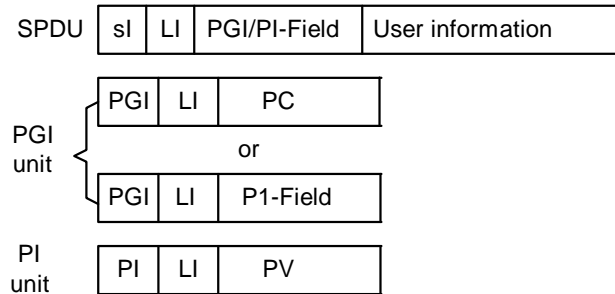 SPDU sI LI PGI/PI-Field User information
PGI LI PC
PGI
unit
or
PGI LI P1-Field
PI
unit
PI LI PV